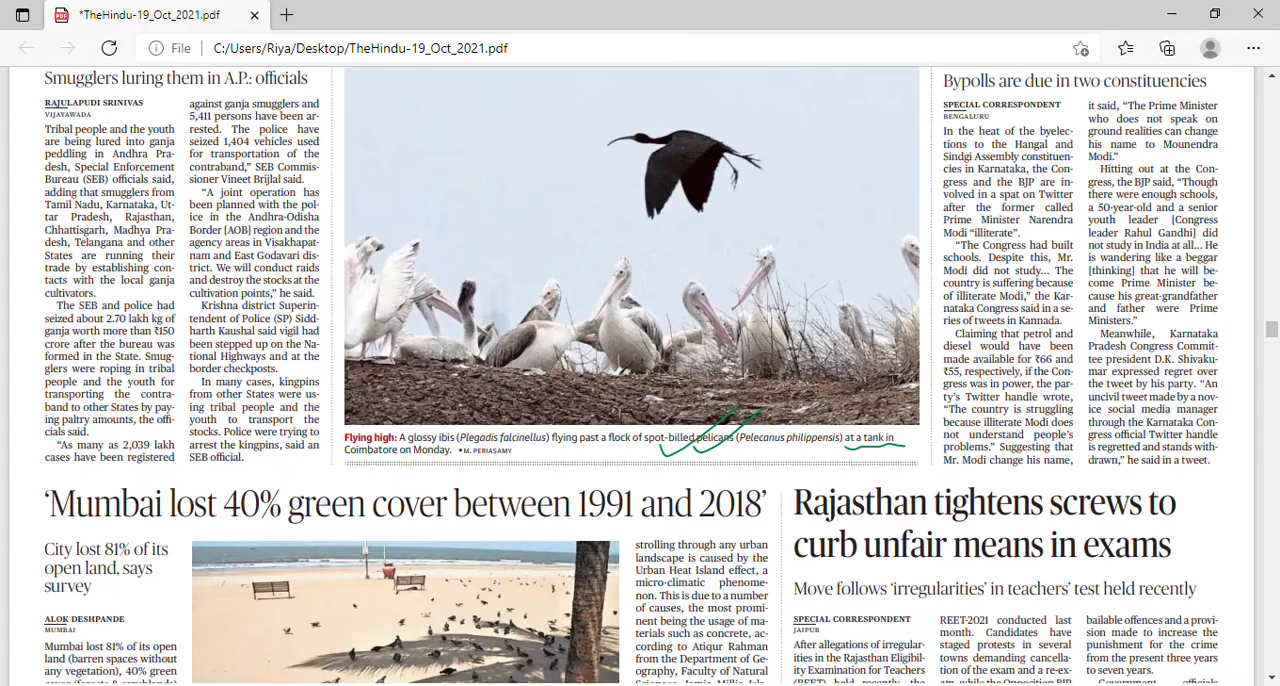 *TheHindu-19_Oct_2021.pdf
File
C:/Users/Riya/Desktop/TheHindu-19_Oct_2021.pdf
Smugglers luring them in A.P.: officials
RAJULAPUDI SRINIVAS
VIJAYAWADA
Tribal people and the youth
are being lured into ganja
peddling in Andhra Pra-
desh, Special Enforcement
Bureau (SEB) officials said,
adding that smugglers from
Tamil Nadu, Karnataka, Ut-
tar Pradesh, Rajasthan,
Chhattisgarh, Madhya Pra-
desh, Telangana and other
States are running their
trade by establishing con-
tacts with the local ganja
cultivators.
The SEB and police had
seized about 2.70 lakh kg of
ganja worth more than ₹150
crore after the bureau was
formed in the State. Smug-
glers were roping in tribal
people and the youth for
transporting the contra-
band to other States by pay-
ing paltry amounts, the offi-
cials said.
"As many as 2,039 lakh
cases have been registered
against ganja smugglers and
5,411 persons have been ar-
rested. The police have
seized 1,404 vehicles used
for transportation of the
contraband," SEB Commis-
sioner Vineet Brijlal said.
"A joint operation has
been planned with the pol-
ice in the Andhra-Odisha
Border [AOB] region and the
agency areas in Visakhapat-
nam and East Godavari dis-
trict. We will conduct raids
and destroy the stocks at the
cultivation points," he said.
Krishna district Superin-
tendent of Police (SP) Sidd-
harth Kaushal said vigil had
been stepped up on the Na-
tional Highways and at the
border checkposts.
In many cases, kingpins
from other States were us-
ing tribal people and the
youth to transport the
stocks. Police were trying to
arrest the kingpins, said an
SEB official.
Flying high: A glossy ibis (Plegadis falcinellus) flying past a flock of spot-billed pelicans (Pelecanus philippensis) at a tank in
Coimbatore on Monday. • M. PERIASAMY
Bypolls are due in two constituencies
SPECIAL CORRESPONDENT
BENGALURU
In the heat of the byelec-
tions to the Hangal and
Sindgi Assembly constituen-
cies in Karnataka, the Con-
gress and the BJP are in-
volved in a spat on Twitter
after the former called
Prime Minister Narendra
Modi "illiterate".
"The Congress had built
schools. Despite this, Mr.
Modi did not study... The
country is suffering because
of illiterate Modi," the Kar-
nataka Congress said in a se-
ries of tweets in Kannada.
Claiming that petrol and
diesel would have been
made available for ₹66 and
₹55, respectively, if the Con-
gress was in power, the par-
ty's Twitter handle wrote,
"The country is struggling
because illiterate Modi does
not understand people's
problems." Suggesting that
Mr. Modi change his name,
it said, "The Prime Minister
who does not speak on
ground realities can change
his name to Mounendra
Modi."
Hitting out at the Con-
gress, the BJP said, "Though
there were enough schools,
a 50-year-old and a senior
youth leader [Congress
leader Rahul Gandhi] did
not study in India at all... He
is wandering like a beggar
[thinking] that he will be-
come Prime Minister be-
cause his great-grandfather
and father were Prime
Ministers."
Meanwhile, Karnataka
Pradesh Congress Commit-
tee president D.K. Shivaku-
mar expressed regret over
the tweet by his party. "An
uncivil tweet made by a nov-
ice social media manager
through the Karnataka Con-
gress official Twitter handle
is regretted and stands with-
drawn," he said in a tweet.
'Mumbai lost 40% green cover between 1991 and 2018'
City lost 81% of its
open land, says
survey
ALOK DESHPANDE
MUMBAI
Mumbai lost 81% of its open
land (barren spaces without
any vegetation), 40% green
strolling through any urban
landscape is caused by the
Urban Heat Island effect, a
micro-climatic phenome-
non. This is due to a number
of causes, the most promi-
nent being the usage of ma-
terials such as concrete, ac-
cording to Atiqur Rahman
from the Department of Ge-
ography, Faculty of Natural
Rajasthan tightens screws to
curb unfair means in exams
Move follows 'irregularities' in teachers' test held recently
SPECIAL CORRESPONDENT
JAIPUR
After allegations of irregular-
ities in the Rajasthan Eligibil-
ity Examination for Teachers
(REET) held recently, the
REET-2021 conducted last
month. Candidates have
staged protests in several
towns demanding cancella-
tion of the exam and a re-ex-
am, while the Opposition BJP
bailable offences and a provi-
sion made to increase the
punishment for the crime
from the present three years
to seven years.
Government officials